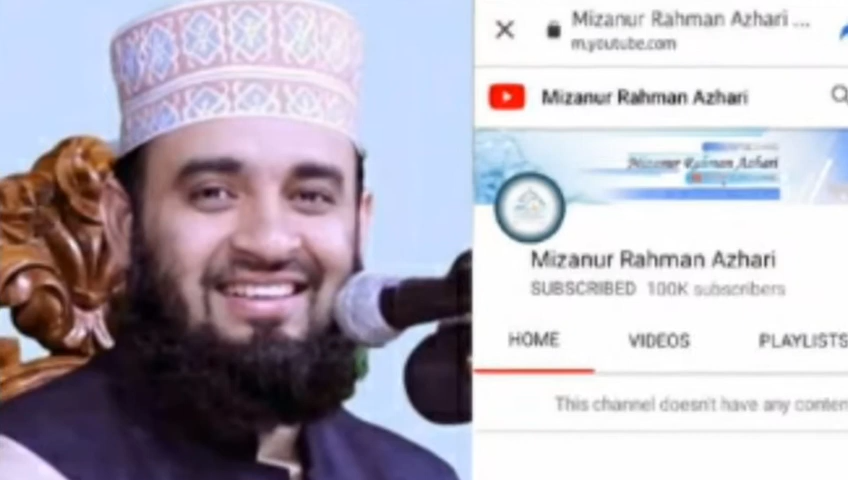 Mizanur Rahman Azhari ...
m.youtube.com
Mizanur Rahman Azhari
Mizanur Rahman Azhari
Mizanur Rahman Azhari
SUBSCRIBED 100K subscribers
HOME VIDEOS PLAYLISTS
This channel doesn't have any conten